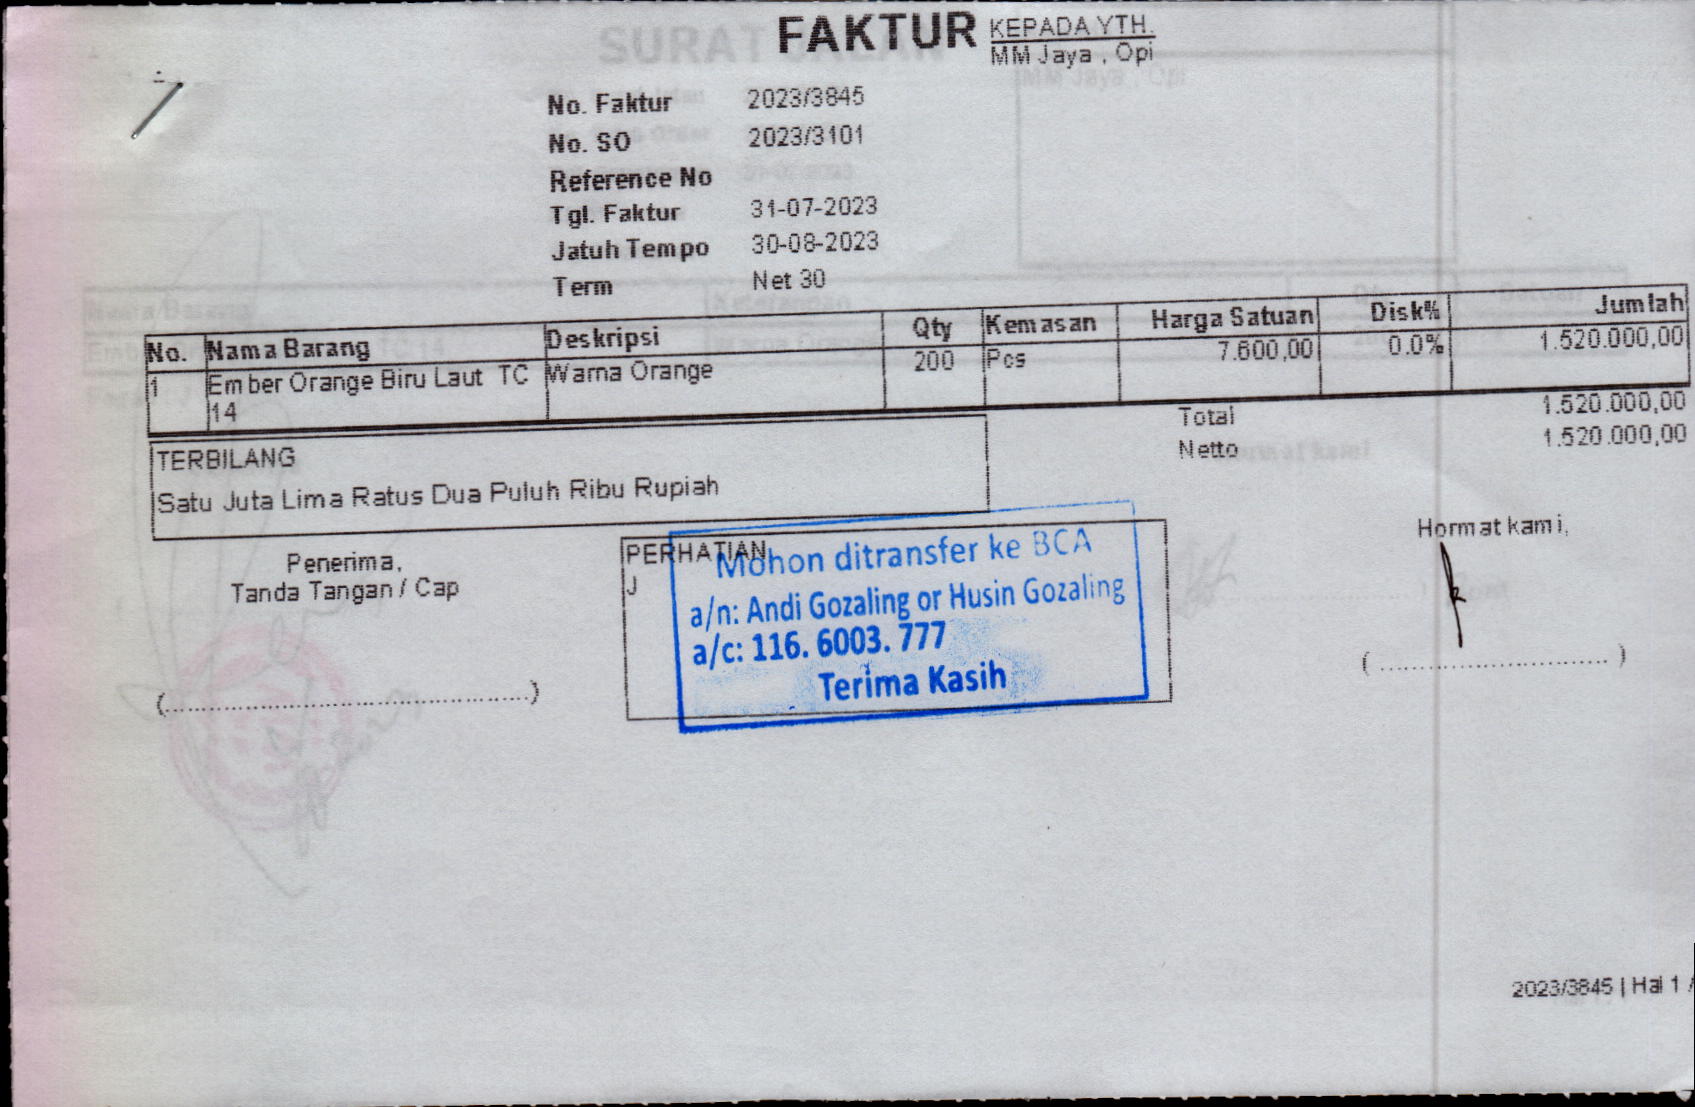 FAKTUR
KEPADA YTH.
MM Jaya , Opi
No. Faktur 2023/3845
No. SO 2023/3101
Reference No
Tgl. Faktur 31-07-2023
Jatuh Tempo 30-08-2023
Term Net 30
No. Nama Barang Deskripsi Qty Kemasan Harga Satuan Disk% Jumlah
1 Ember Orange Biru Laut TC Warna Orange 200 Pcs 7.600,00 0.0% 1.520.000,00
14
Total 1.520.000,00
Netto 1.520.000,00
TERBILANG
Satu Juta Lima Ratus Dua Puluh Ribu Rupiah
Penerima,
Tanda Tangan / Cap
(....................................................)
PERHATIAN
J
Mohon ditransfer ke BCA
a/n: Andi Gozaling or Husin Gozaling
a/c: 116. 6003. 777
Terima Kasih
Hormat kami,
( ................................. )
2023/3845 | Hal 1 /